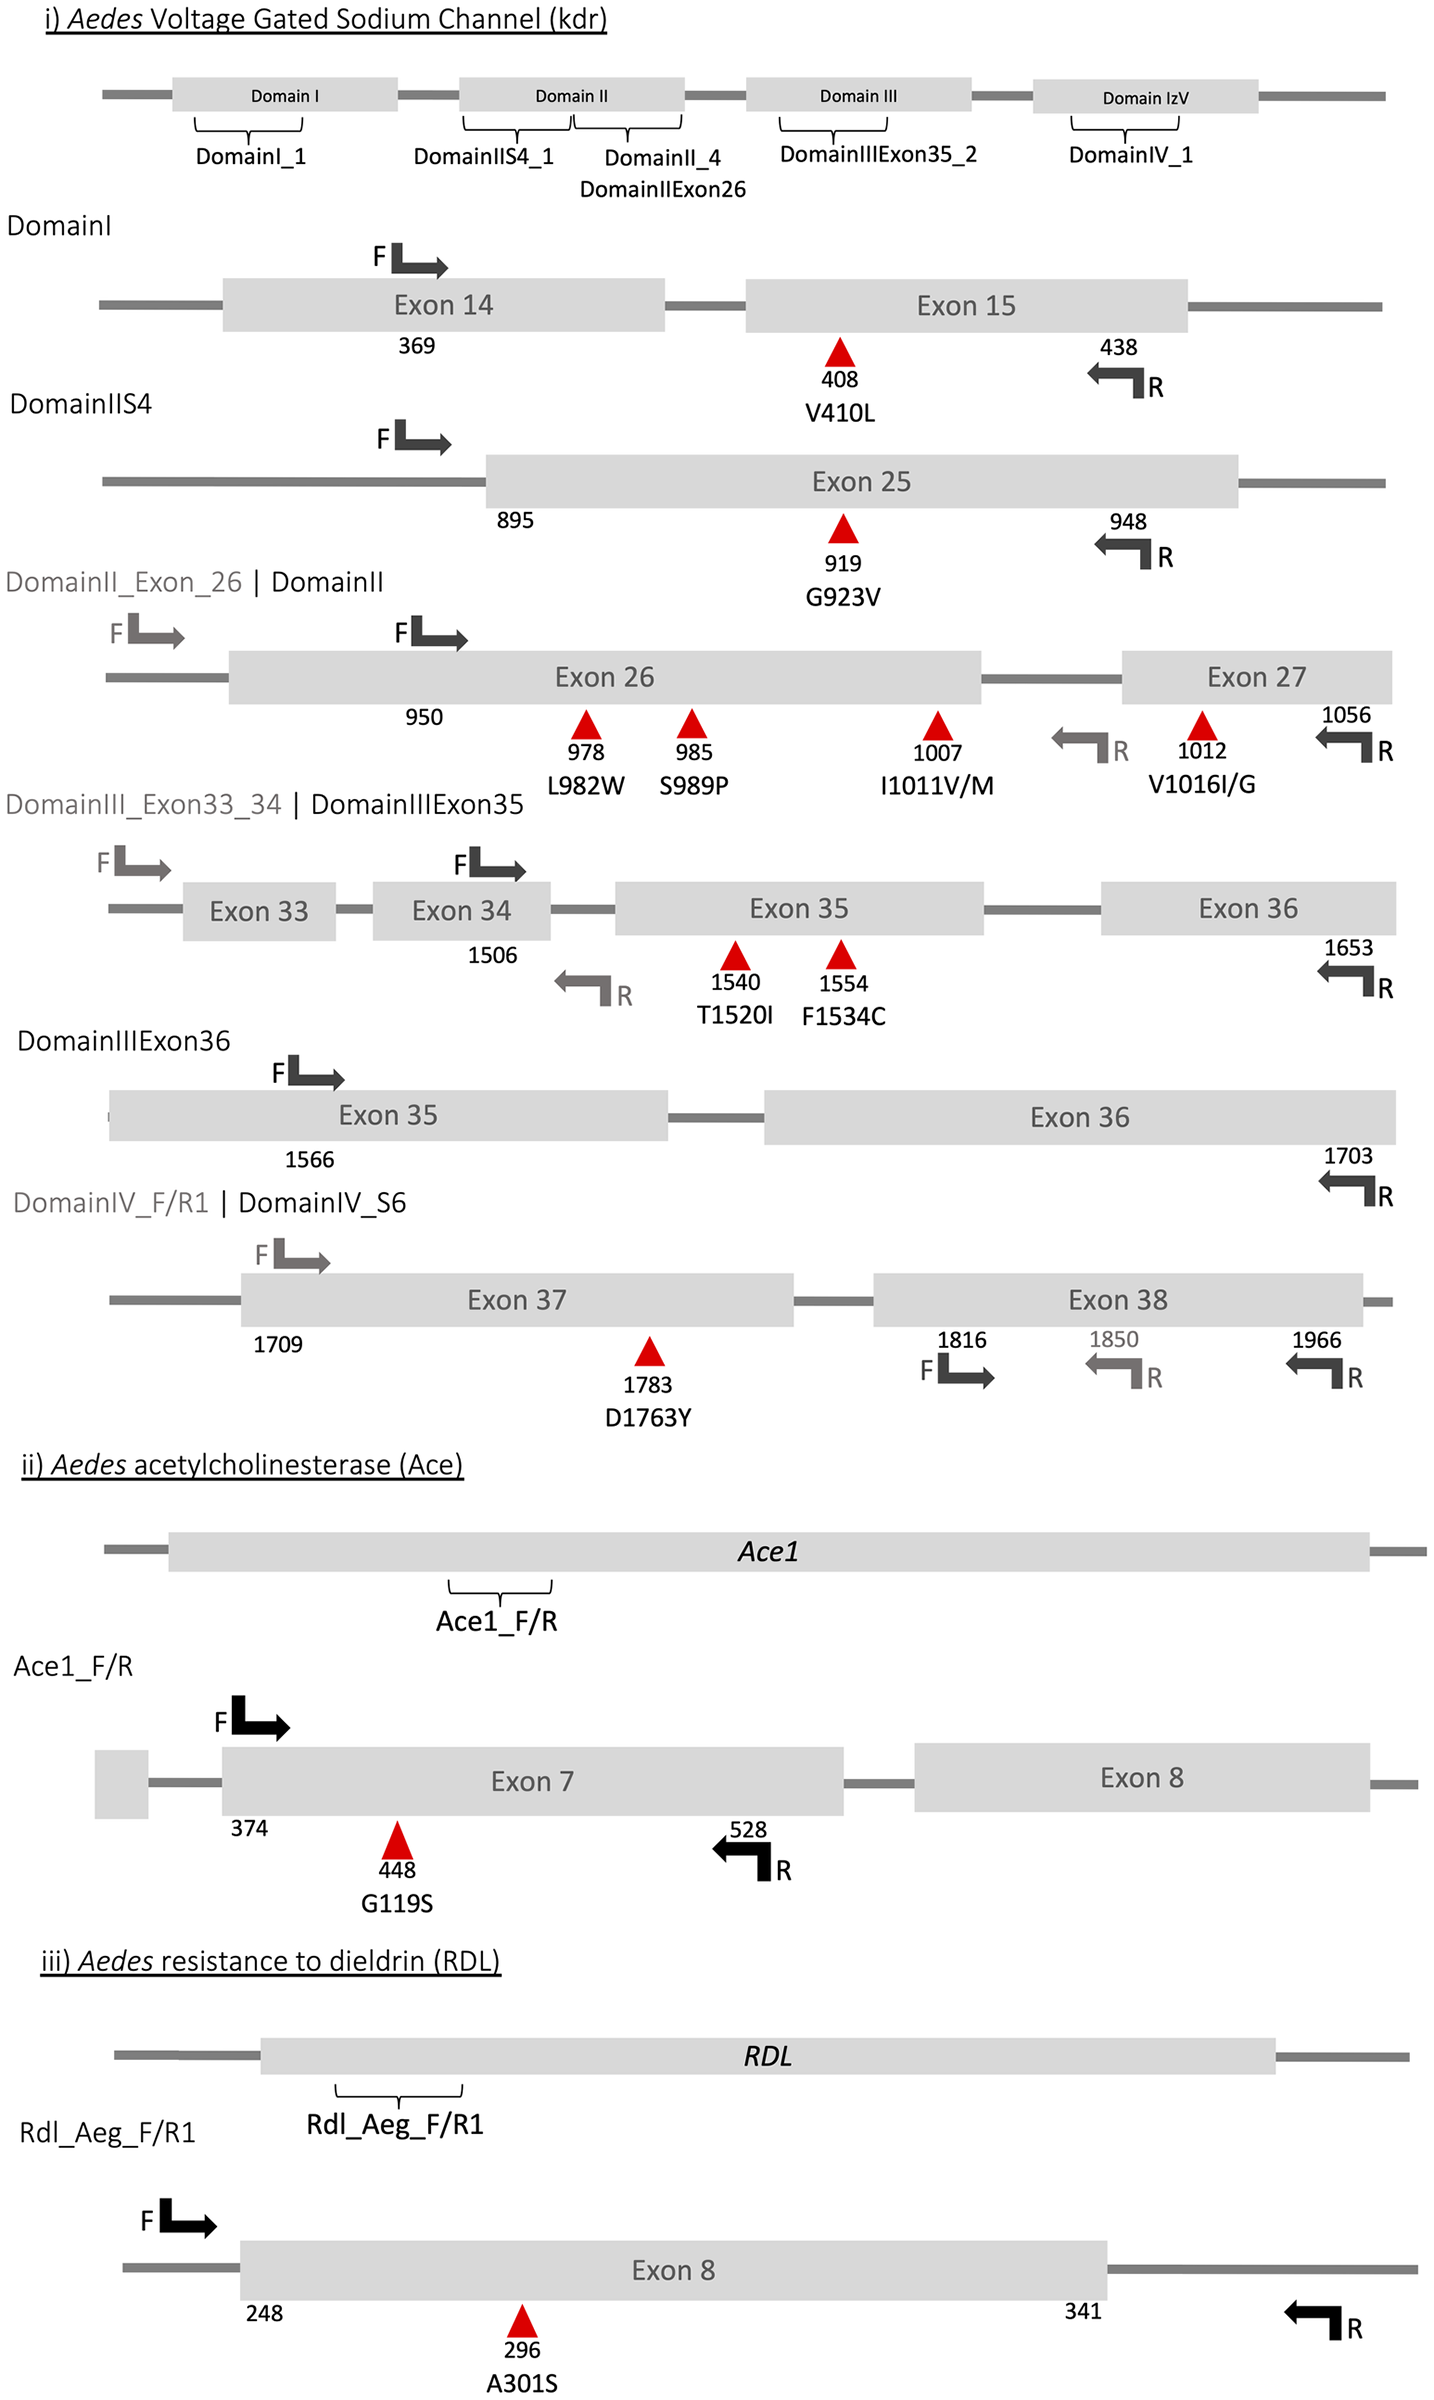 i) Aedes Voltage Gated Sodium Channel (kdr)
Domain I Domain II Domain III Domain IzV
DomainI_1 DomainIIS4_1 DomainII_4 DomainIIIExon35_2 DomainIV_1
DomainIIExon26
DomainI
F
Exon 14 Exon 15
369 438
408 R
V410L
DomainIIS4
F
Exon 25
895 948
919 R
G923V
DomainII_Exon_26 | DomainII
F F
Exon 26 Exon 27
950 1056
978 985 1007 R 1012 R
L982W S989P I1011V/M V1016I/G
DomainIII_Exon33_34 | DomainIIIExon35
F F
Exon 33 Exon 34 Exon 35 Exon 36
1506 1653
R 1540 1554 R
T1520I F1534C
DomainIIIExon36
F
Exon 35 Exon 36
1566 1703
R
DomainIV_F/R1 | DomainIV_S6
F
Exon 37 Exon 38
1709 1816 1850 1966
F R R
1783
D1763Y
ii) Aedes acetylcholinesterase (Ace)
Ace1
Ace1_F/R
Ace1_F/R
F
Exon 7 Exon 8
374 528
448 R
G119S
iii) Aedes resistance to dieldrin (RDL)
RDL
Rdl_Aeg_F/R1
Rdl_Aeg_F/R1
F
Exon 8
248 341
R
296
A301S